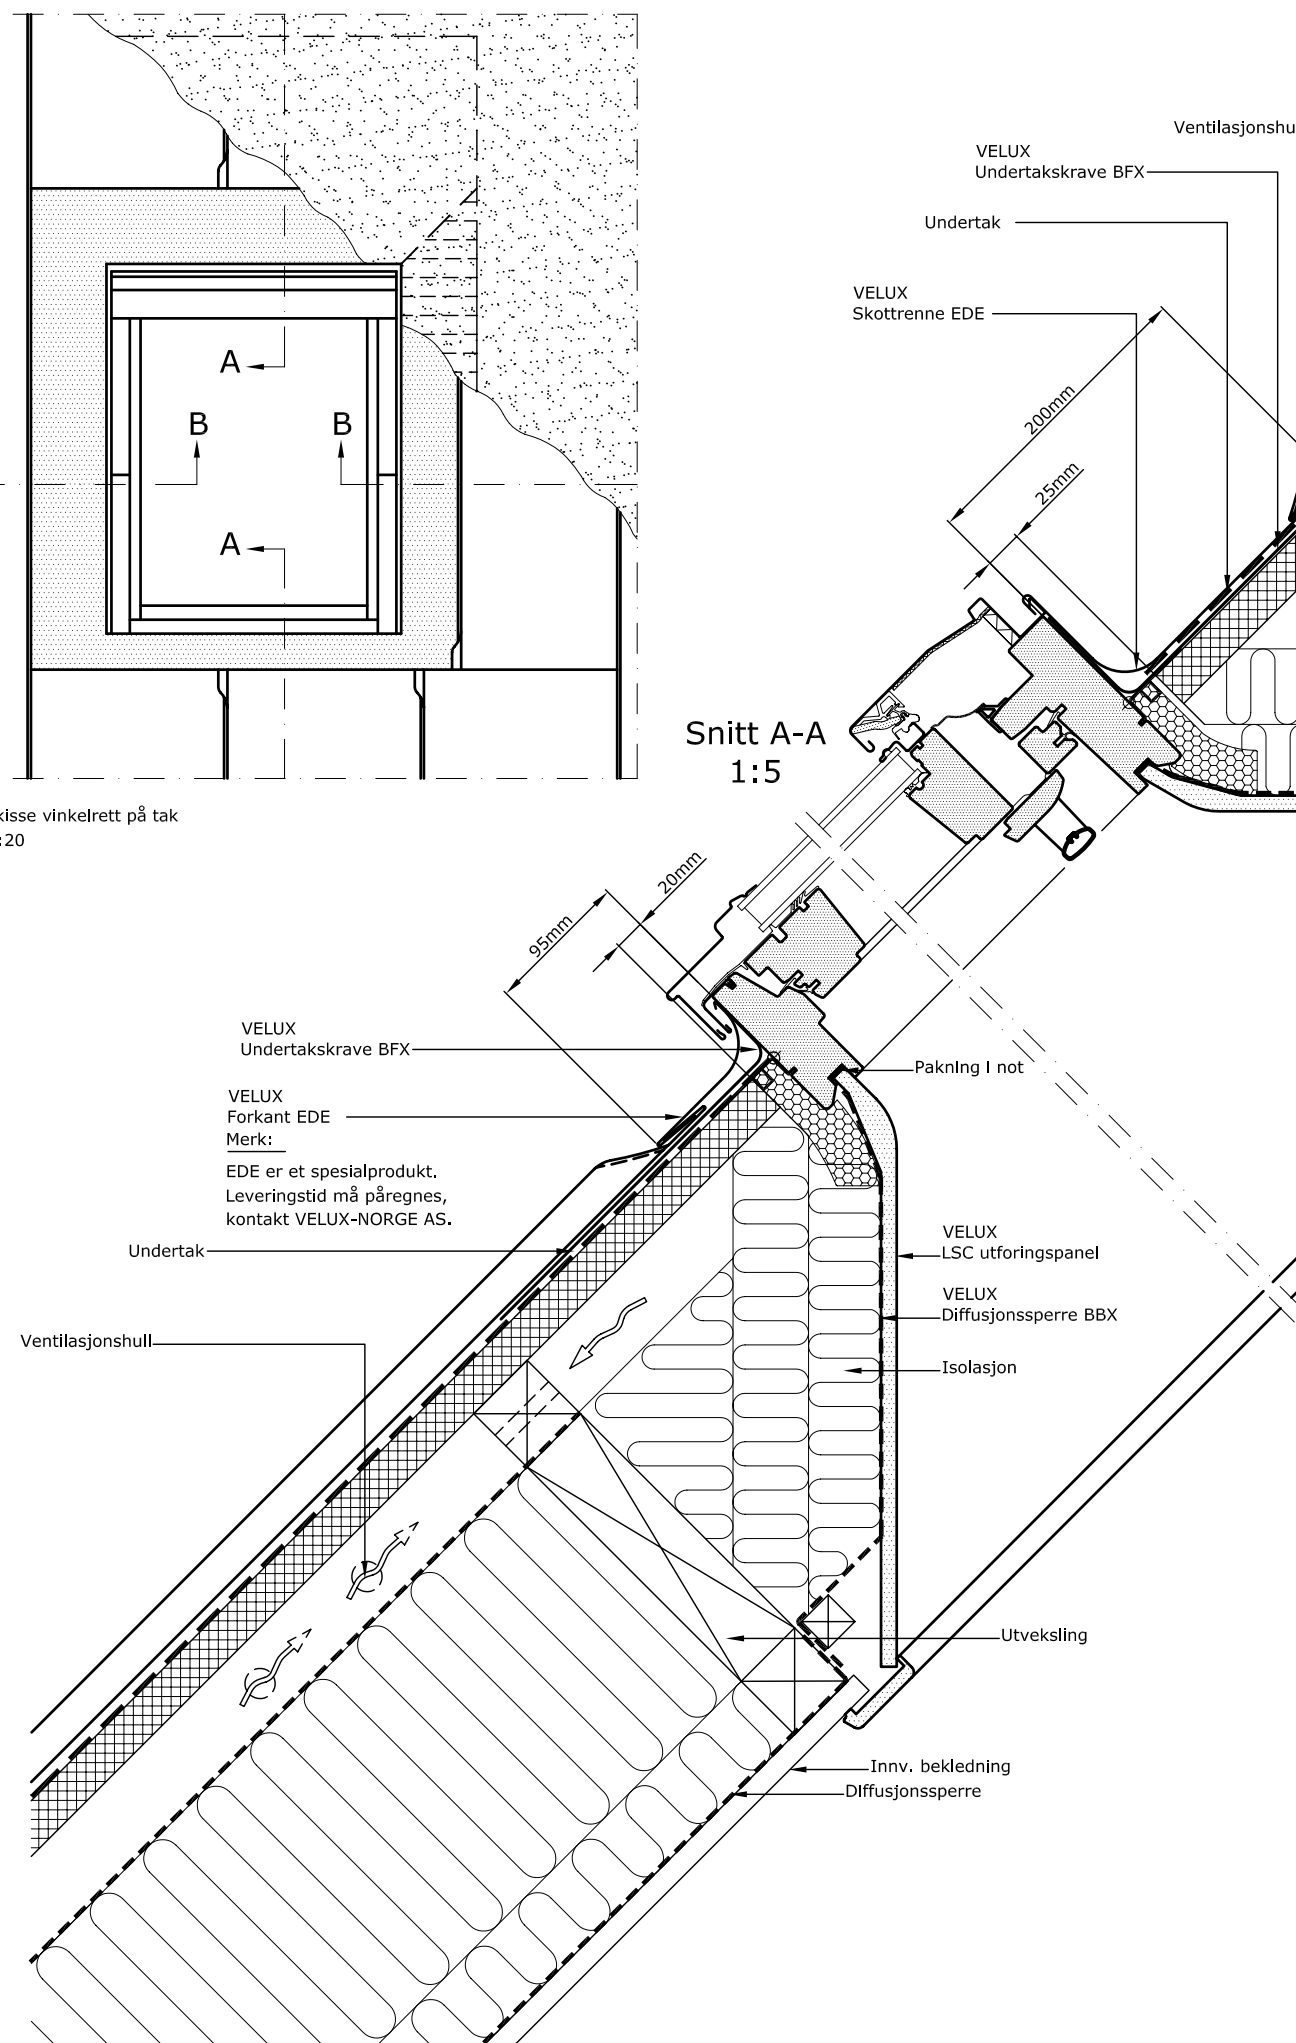 A
B
B
A
kisse vinkelrett på tak
:20
Ventilasjonshu
VELUX
Undertakskrave BFX
Undertak
VELUX
Skottrenne EDE
200mm
25mm
Snitt A-A
1:5
20mm
95mm
VELUX
Undertakskrave BFX
VELUX
Forkant EDE
Merk:
EDE er et spesialprodukt.
Leveringstid må påregnes,
kontakt VELUX-NORGE AS.
Undertak
Ventilasjonshull
Pakning i not
VELUX
LSC utforingspanel
VELUX
Diffusjonssperre BBX
Isolasjon
Utveksling
Innv. bekledning
Diffusjonssperre